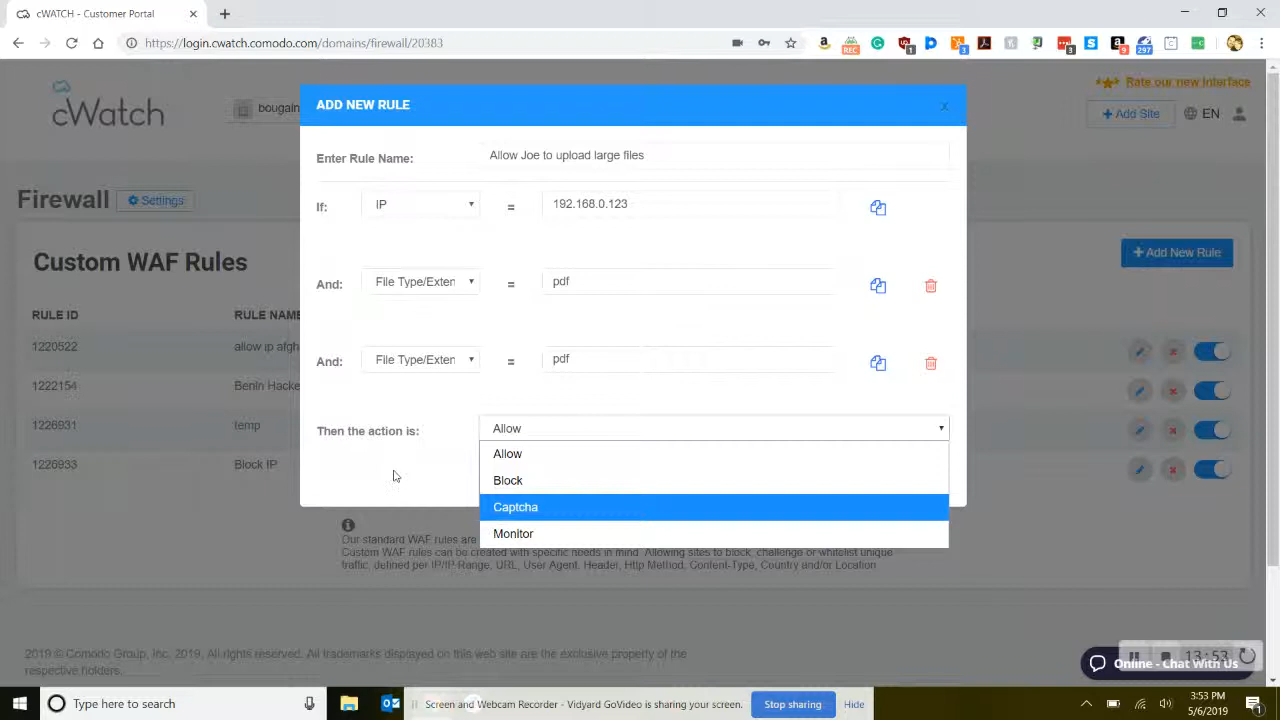 cWATCH - Customer Portal
https://login.cwatch.comodo.com/domains/firewall/20383
REC
1
3
3
9
297
Rate our new Interface
cWatch
bougain
ADD NEW RULE
x
+ Add Site
EN
Enter Rule Name:
Allow Joe to upload large files
Firewall
Settings
If:
IP
=
192.168.0.123
Custom WAF Rules
+ Add New Rule
And:
File Type/Exten
=
pdf
RULE ID
RULE NAME
1220522
allow ip afgh
And:
File Type/Exten
=
pdf
1222154
Benin Hacke
1226931
temp
Then the action is:
Allow
Allow
1226933
Block IP
Block
Captcha
Monitor
Our standard WAF rules are
Custom WAF rules can be created with specific needs in mind. Allowing sites to block, challenge or whitelist unique
traffic, defined per IP/IP-Range, URL, User Agent, Header, Http Method, Content-Type, Country and/or Location
2019 © Comodo Group, Inc. 2019. All rights reserved. All trademarks displayed on this web site are the exclusive property of the
respective holders.
13:53
Online - Chat With Us
Type here to search
Screen and Webcam Recorder - Vidyard GoVideo is sharing your screen.
Stop sharing
Hide
3:53 PM
5/6/2019
1